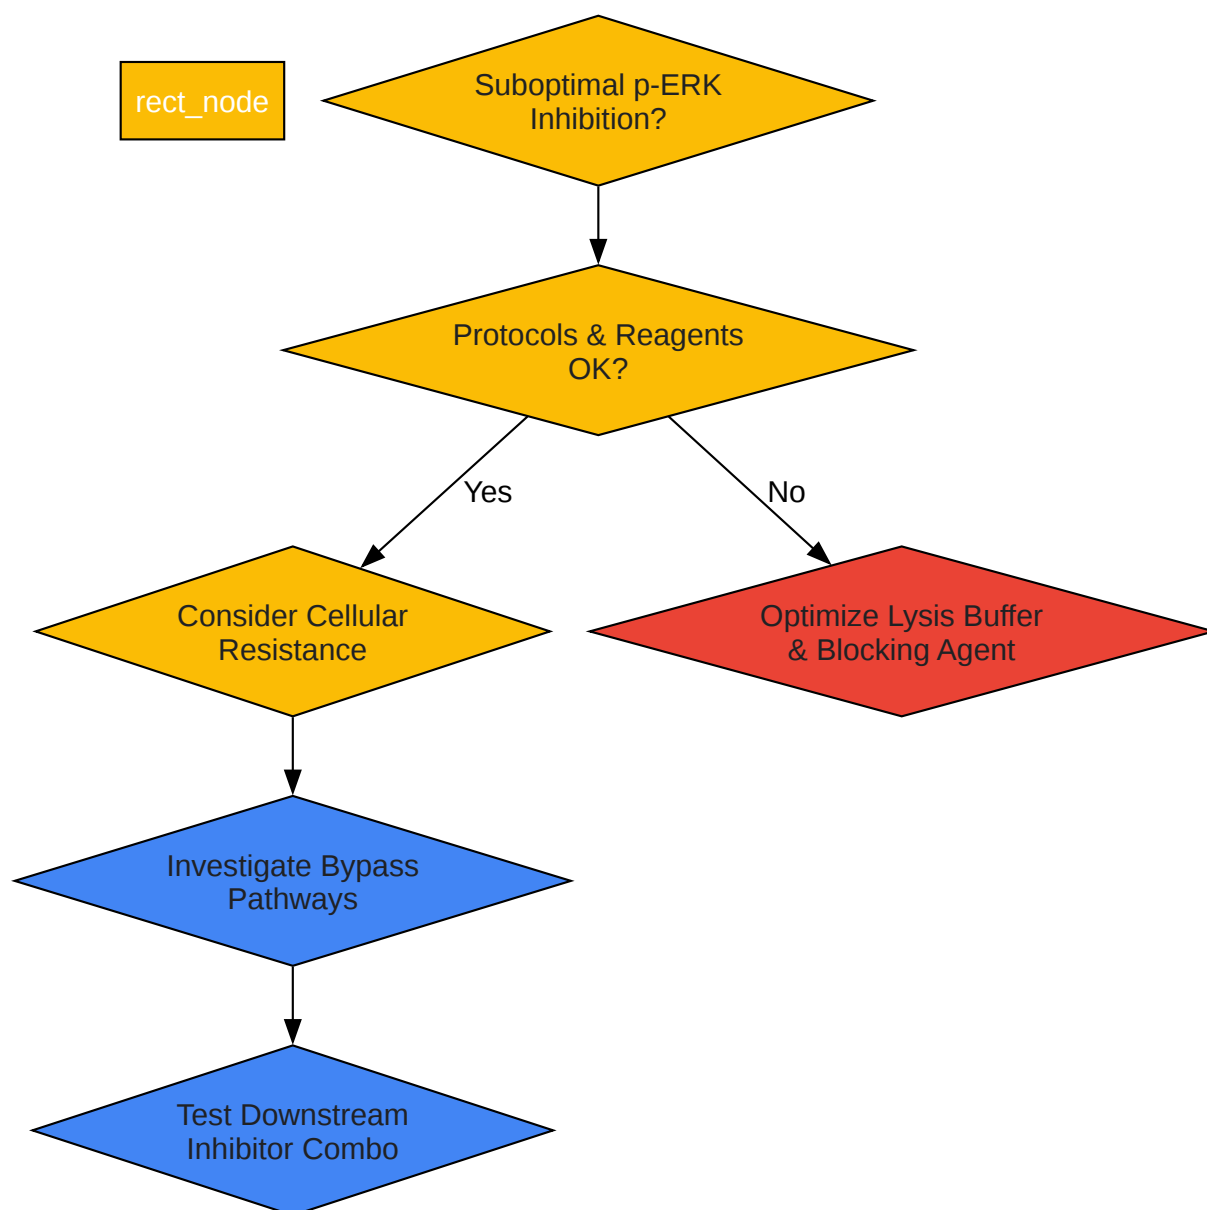 rect_node
Suboptimal p-ERK
Inhibition?
Protocols & Reagents
OK?
Yes
No
Consider Cellular
Resistance
Optimize Lysis Buffer
& Blocking Agent
Investigate Bypass
Pathways
Test Downstream
Inhibitor Combo